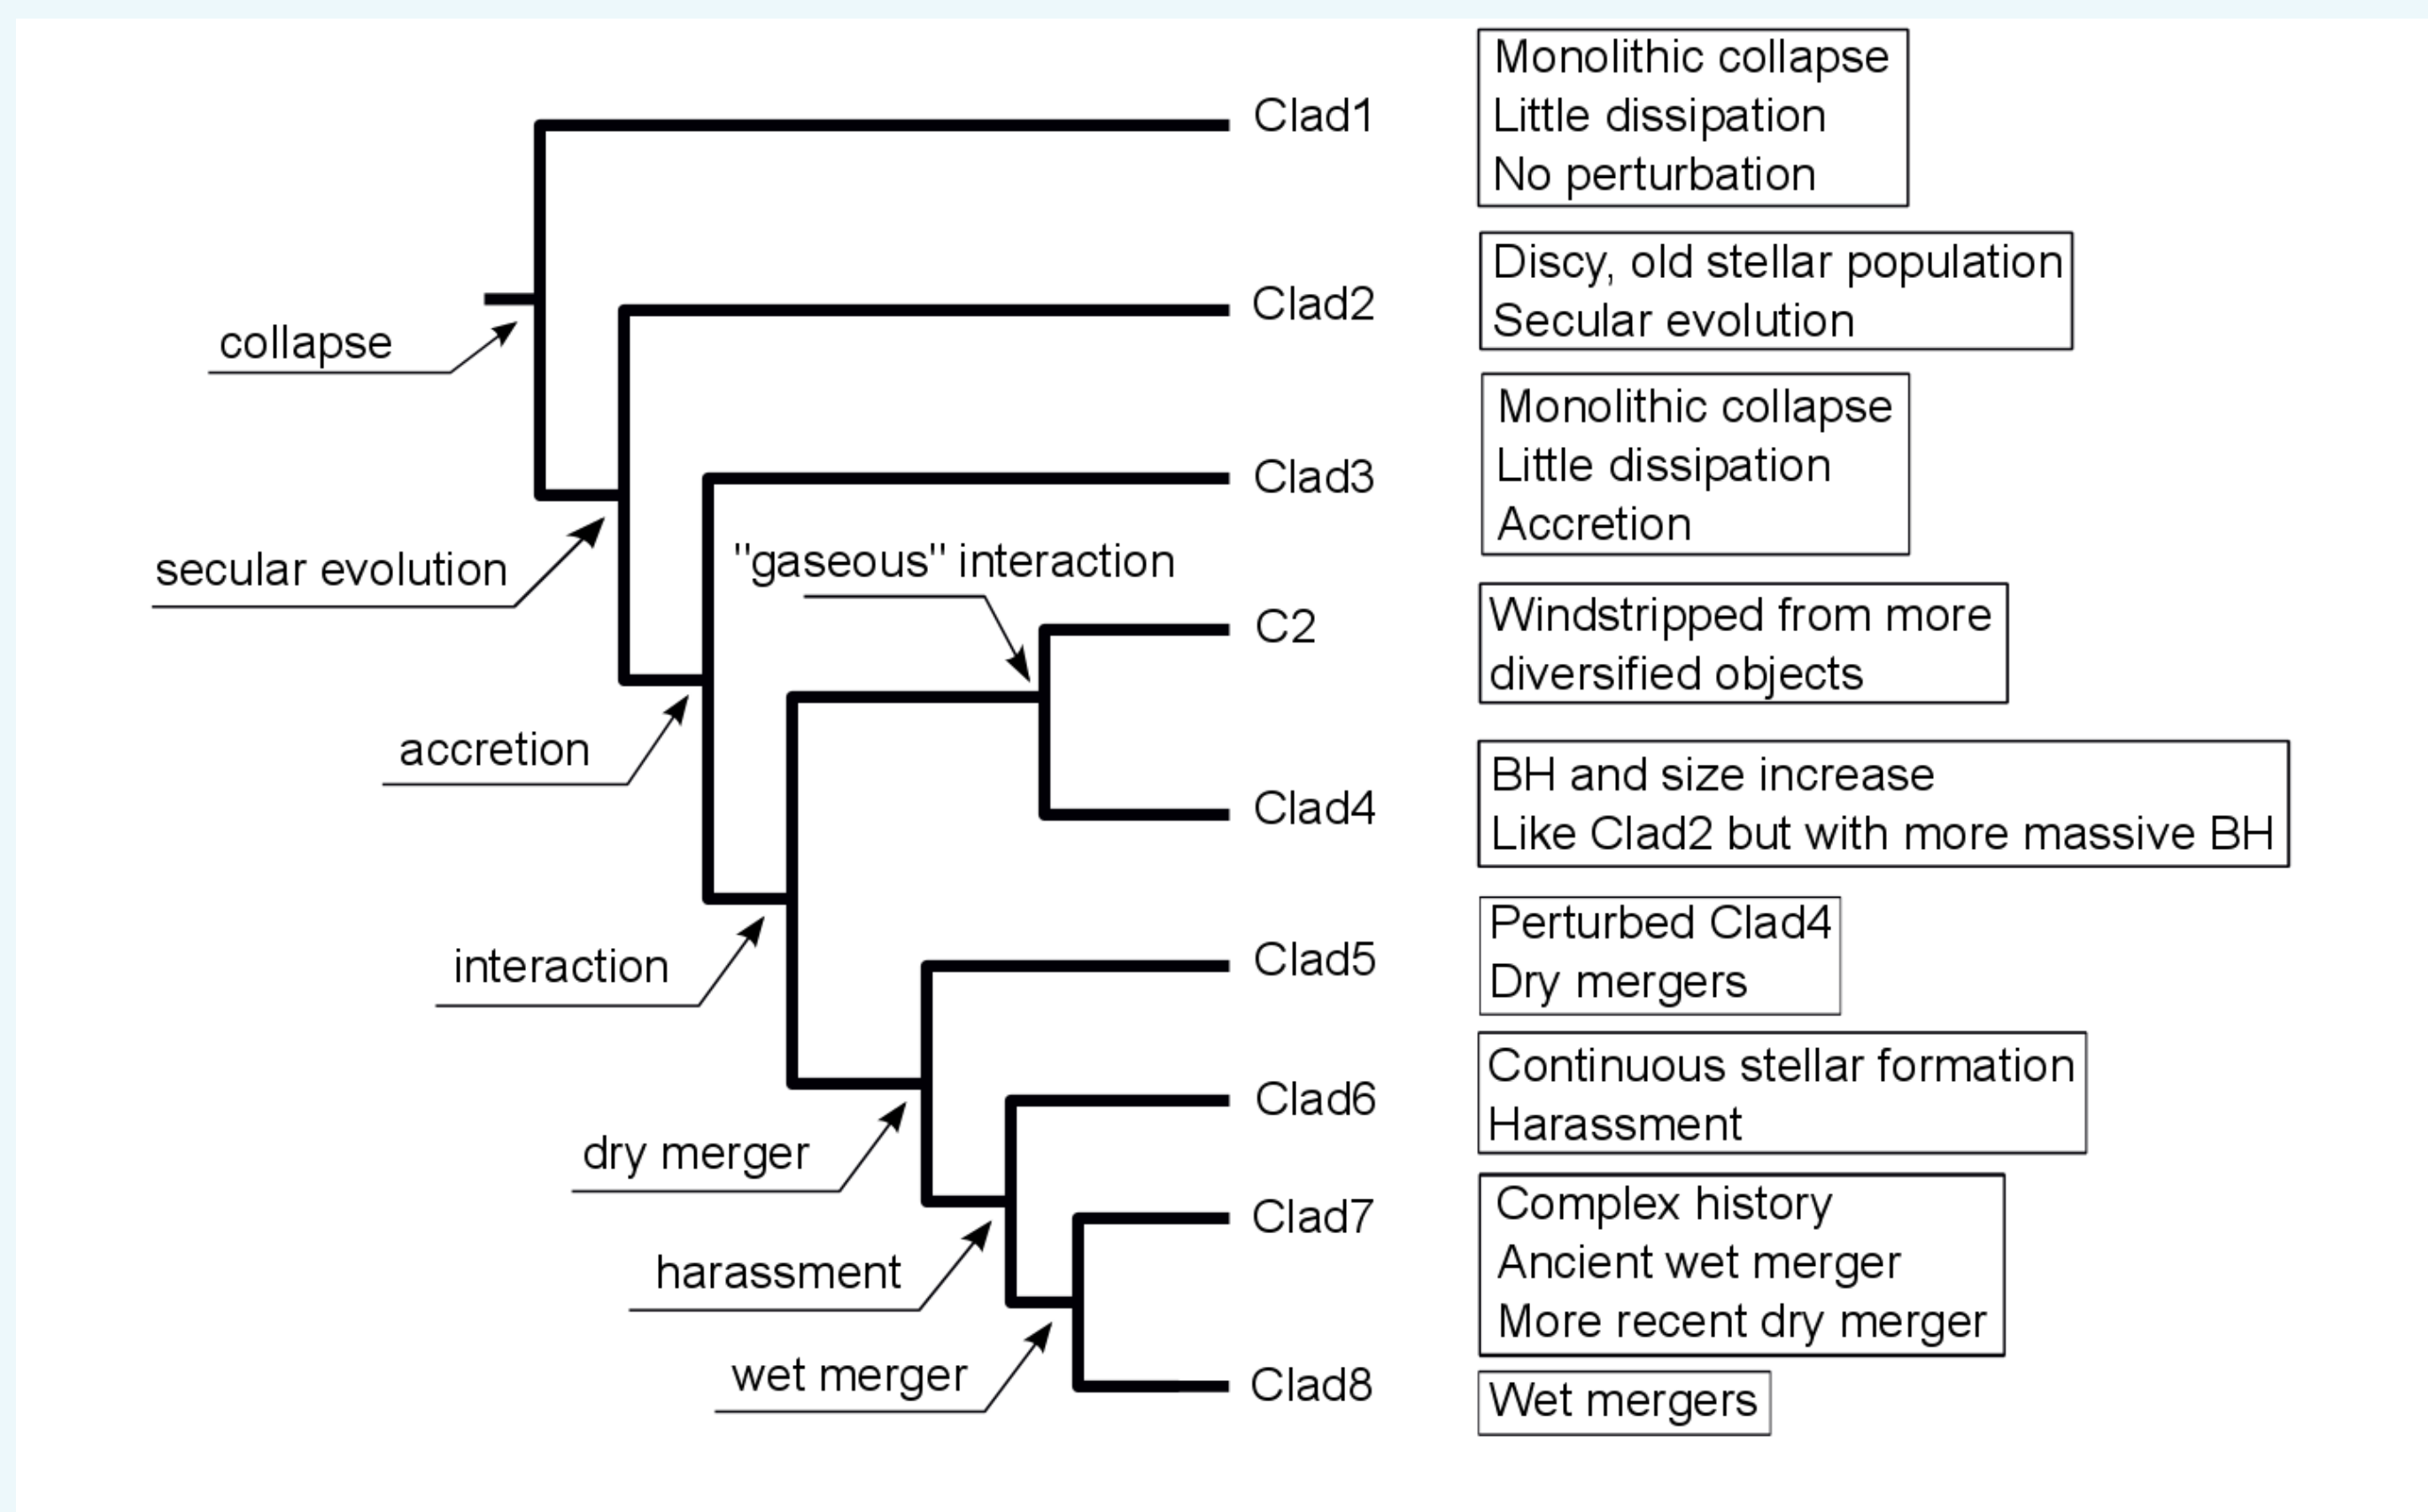 Clad1
Monolithic collapse
Little dissipation
No perturbation
collapse
Clad2
Discy, old stellar population
Secular evolution
secular evolution
Clad3
Monolithic collapse
Little dissipation
Accretion
"gaseous" interaction
C2
Windstripped from more
diversified objects
accretion
Clad4
BH and size increase
Like Clad2 but with more massive BH
interaction
Clad5
Perturbed Clad4
Dry mergers
dry merger
Clad6
Continuous stellar formation
Harassment
harassment
Clad7
Complex history
Ancient wet merger
More recent dry merger
wet merger
Clad8
Wet mergers